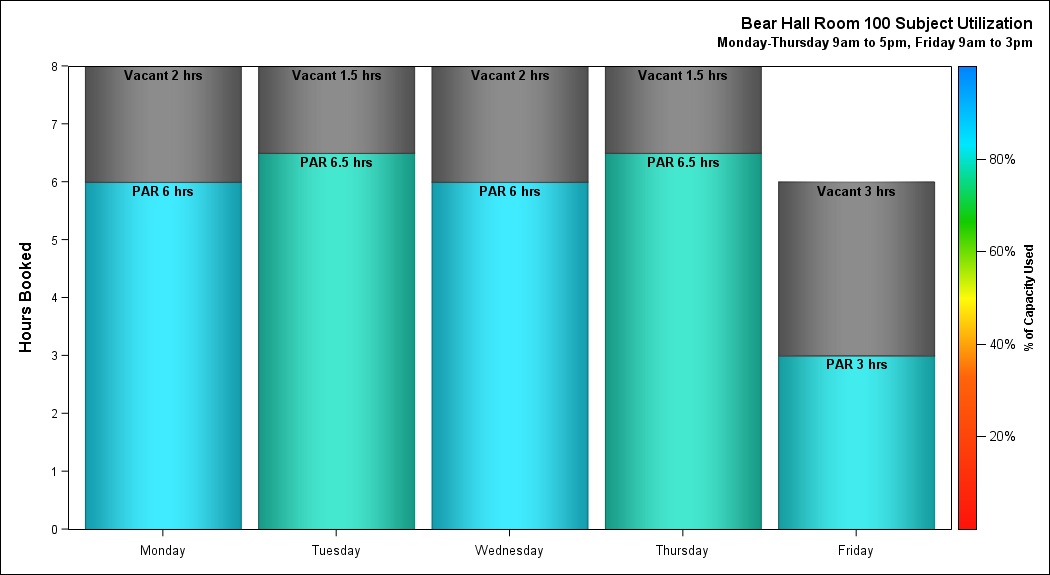 Bear Hall Room 100 Subject Utilization
Monday-Thursday 9am to 5pm, Friday 9am to 3pm
Hours Booked
8
7
6
5
4
3
2
1
0
Vacant 2 hrs
PAR 6 hrs
Vacant 1.5 hrs
PAR 6.5 hrs
Vacant 2 hrs
PAR 6 hrs
Vacant 1.5 hrs
PAR 6.5 hrs
Vacant 3 hrs
PAR 3 hrs
Monday
Tuesday
Wednesday
Thursday
Friday
80%
60%
40%
20%
% of Capacity Used